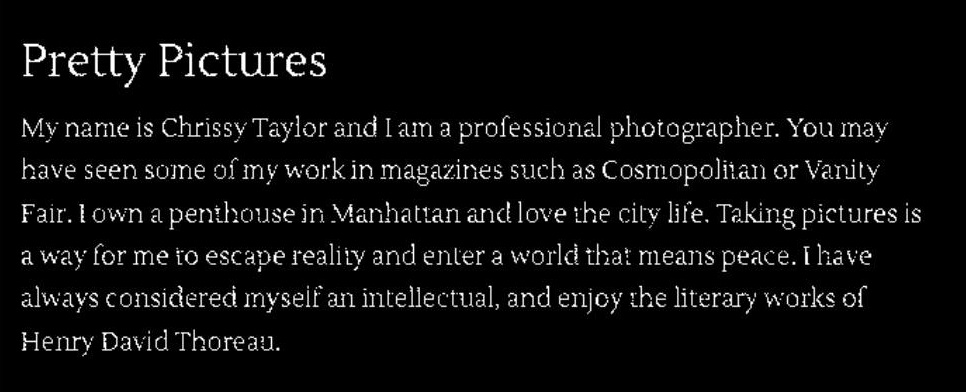 Pretty Pictures
My name is Chrissy Taylor and I am a professional photographer. You may
have seen some of my work in magazines such as Cosmopolitan or Vanity
Fair. I own a penthouse in Manhattan and love the city life. Taking pictures is
a way for me to escape reality and enter a world that means peace. I have
always considered myself an intellectual, and enjoy the literary works of
Henry David Thoreau.